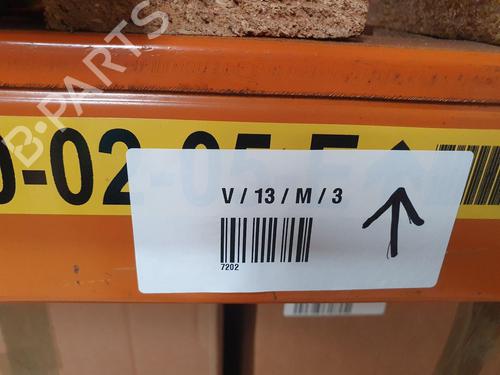 B-PARTS
0-02-05-F
V / 13 / M / 3
7202